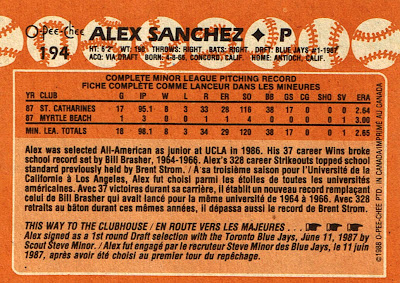 O-Pee-Chee
194
ALEX SANCHEZ ♦ P
HT: 6'2" WT: 190 THROWS: RIGHT BATS: RIGHT DRAFT: BLUE JAYS #1-1987
ACQ: VIA DRAFT BORN: 4-8-66, CONCORD, CALIF. HOME: ANTIOCH, CALIF.
COMPLETE MINOR LEAGUE PITCHING RECORD
FICHE COMPLETE COMME LANCEUR DANS LES MINEURES
YR CLUB G IP W L R ER SO BB GS CG SHO SV ERA
87 ST. CATHARINES 17 95.1 8 3 33 28 116 38 17 0 0 0 2.64
87 MYRTLE BEACH 1 3 0 1 1 0 0 1 3.00
MIN. LEA. TOTALS 18 98.1 8 4 34 29 120 38 17 0 0 1 2.65
Alex was selected All-American as junior at UCLA in 1986. His 37 career Wins broke
school record set by Bill Brasher, 1964-1966. Alex's 328 career Strikeouts topped school
standard previously held by Brent Strom. / A sa troisième saison pour l'Université de la
Californie à Los Angeles, Alex fut choisi parmi les étoiles de toutes les universités
américaines. Avec 37 victoires durant sa carrière, il établit un nouveau record remplaçant
celui de Bill Brasher qui avait lancé pour la même université de 1964 à 1966. Avec 328
retraits au bâton durant ces mêmes années, il dépassa aussi le record de Brent Strom.
THIS WAY TO THE CLUBHOUSE / EN ROUTE VERS LES MAJEURES . . .
Alex signed as a 1st round Draft selection with the Toronto Blue Jays, June 11, 1987 by
Scout Steve Minor. / Alex fut engagé par le recruteur Steve Minor des Blue Jays, le 11 juin
1987, après avoir été choisi au premier tour du repêchage.
©1988 O-PEE-CHEE PTD. IN CANADA/IMPRIMÉ AU CANADA